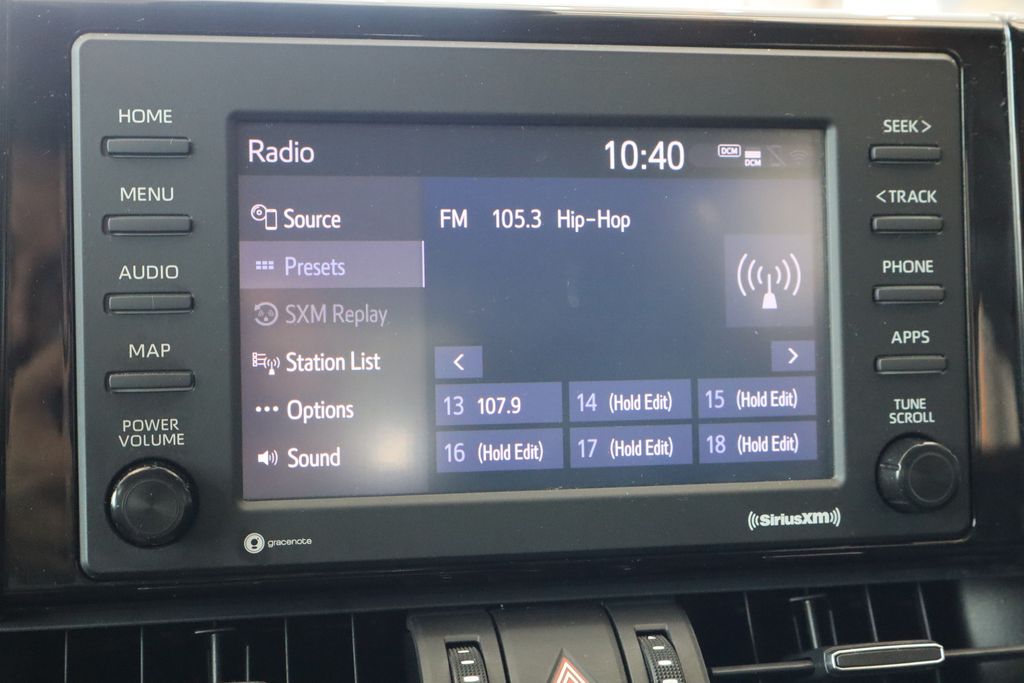 HOME
MENU
AUDIO
MAP
POWER
VOLUME
Radio
10:40
DCM
DCM
Source
Presets
SXM Replay
Station List
Options
Sound
FM 105.3 Hip-Hop
<
>
13 107.9
14 (Hold Edit)
15 (Hold Edit)
16 (Hold Edit)
17 (Hold Edit)
18 (Hold Edit)
SEEK>
<TRACK
PHONE
APPS
TUNE
SCROLL
gracenote
((SiriusXM))